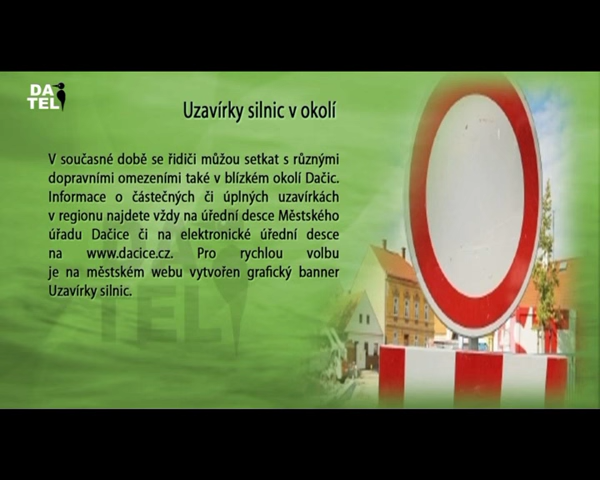 DA
TEL
Uzavírky silnic v okolí
V současné době se řidiči můžou setkat s různými
dopravními omezeními také v blízkém okolí Dačic.
Informace o částečných či úplných uzavírkách
v regionu najdete vždy na úřední desce Městského
úřadu Dačice či na elektronické úřední desce
na www.dacice.cz. Pro rychlou volbu
je na městském webu vytvořen grafický banner
Uzavírky silnic.
DA
TEL